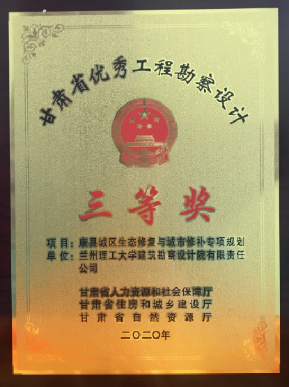 甘肃省优秀工程勘察设计
三等奖
项目：康县城区生态修复与城市修补专项规划
单位：兰州理工大学建筑勘察设计院有限责任
公司
甘肃省人力资源和社会保障厅
甘肃省住房和城乡建设厅
甘肃省自然资源厅
二〇二〇年